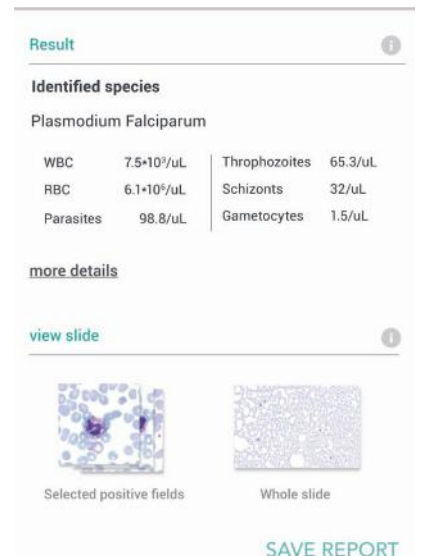 Result
Identified species
Plasmodium Falciparum
WBC 7.5*10³/uL
RBC 6.1*10⁶/uL
Parasites 98.8/uL
Throphozoites 65.3/uL
Schizonts 32/uL
Gametocytes 1.5/uL
more details
view slide
Selected positive fields
Whole slide
SAVE REPORT